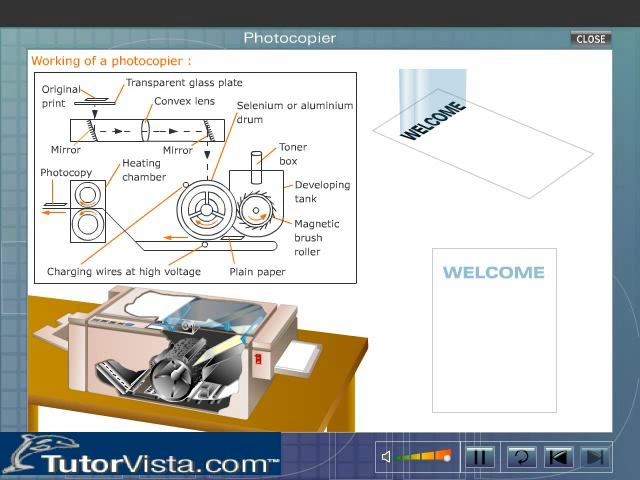 Photocopier
CLOSE
Working of a photocopier :
Original
print
Transparent glass plate
Convex lens
Selenium or aluminium
drum
Mirror
Mirror
Toner
box
Photocopy
Heating
chamber
Developing
tank
Magnetic
brush
roller
Charging wires at high voltage
Plain paper
WELCOME
WELCOME
TutorVista.com™